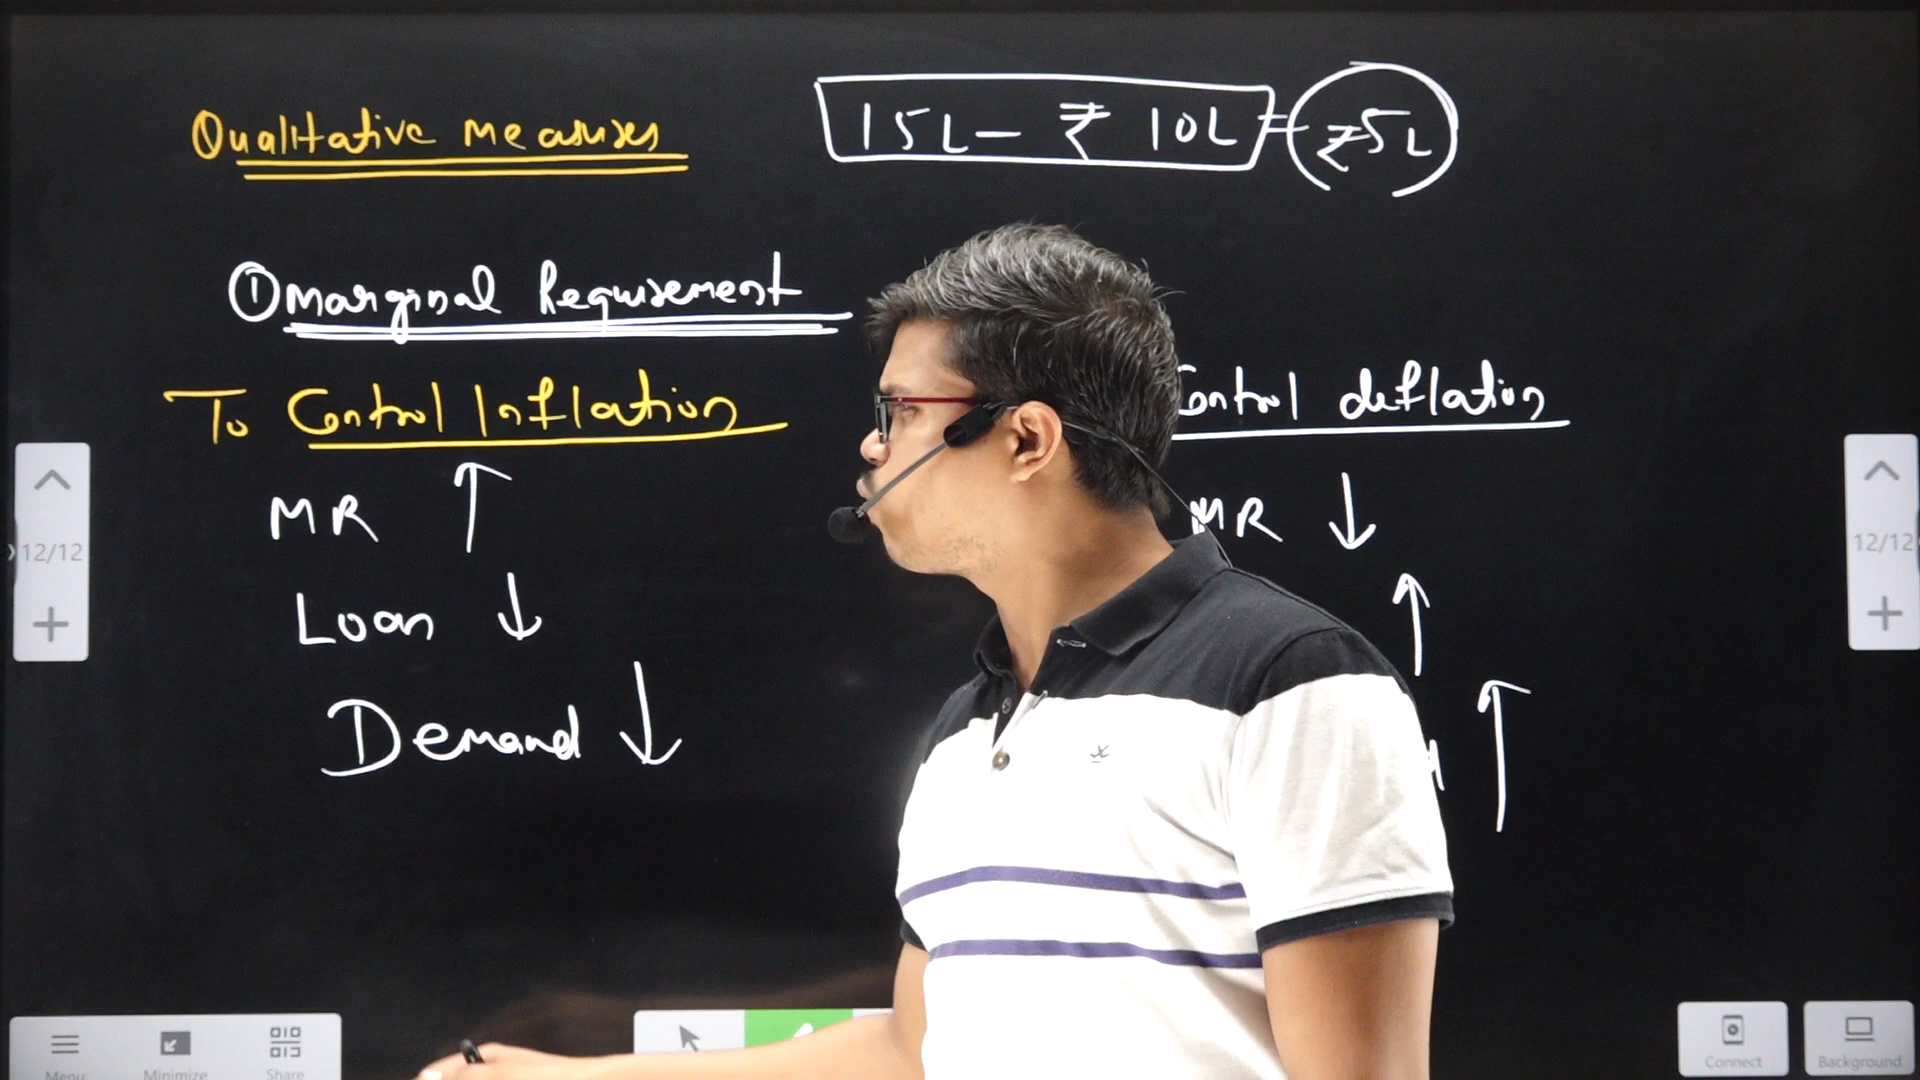 Qualitative Measures
15L - ₹ 10L = ₹5L
① Marginal Requirement
To Control Inflation
Control deflation
MR ↑
MR ↓
Loan ↓
↑
Demand ↓
↑
12/12
12/12
Menu
Minimize
Share
Connect
Background